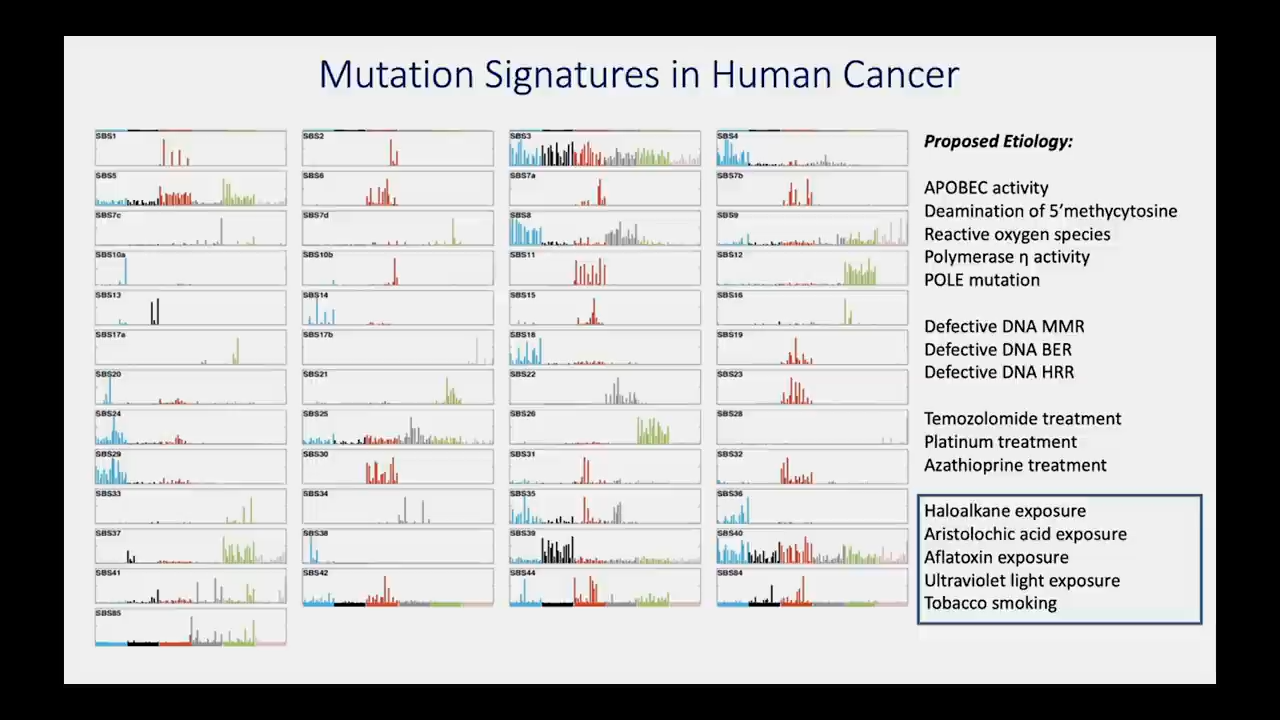 Mutation Signatures in Human Cancer
SBS1
SBS2
SBS3
SBS4
SBS5
SBS6
SBS7a
SBS7b
SBS7c
SBS7d
SBS8
SBS9
SBS10a
SBS10b
SBS11
SBS12
SBS13
SBS14
SBS15
SBS16
SBS17a
SBS17b
SBS18
SBS19
SBS20
SBS21
SBS22
SBS23
SBS24
SBS25
SBS26
SBS28
SBS29
SBS30
SBS31
SBS32
SBS33
SBS34
SBS35
SBS36
SBS37
SBS38
SBS39
SBS40
SBS41
SBS42
SBS44
SBS84
SBS85
Proposed Etiology:
APOBEC activity
Deamination of 5’methycytosine
Reactive oxygen species
Polymerase η activity
POLE mutation
Defective DNA MMR
Defective DNA BER
Defective DNA HRR
Temozolomide treatment
Platinum treatment
Azathioprine treatment
Haloalkane exposure
Aristolochic acid exposure
Aflatoxin exposure
Ultraviolet light exposure
Tobacco smoking